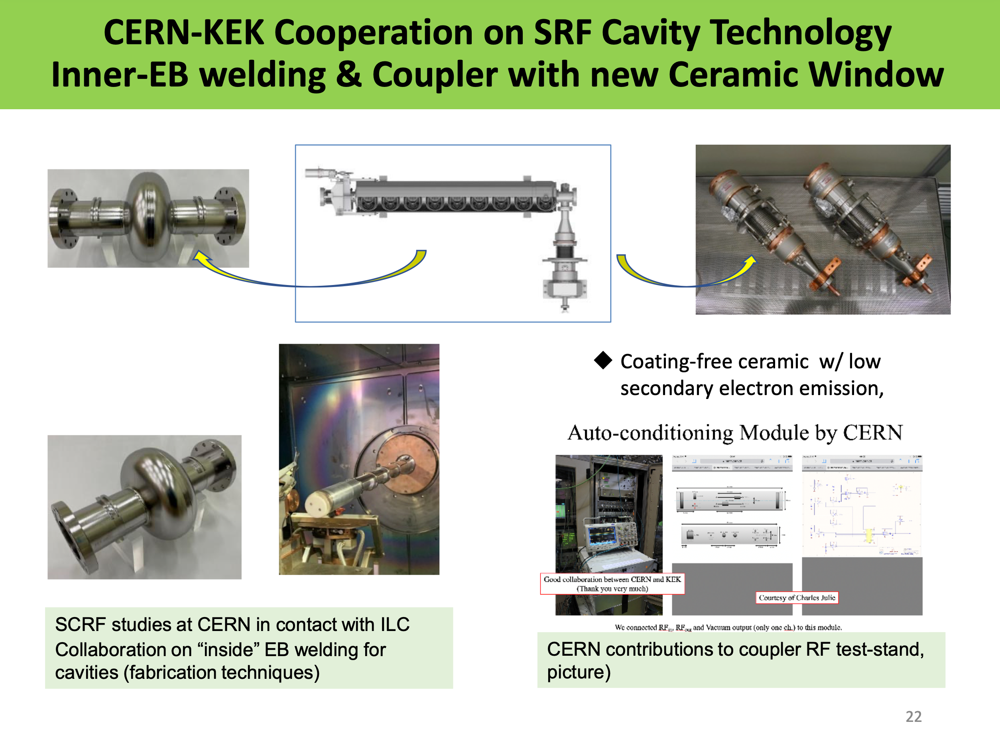 CERN-KEK Cooperation on SRF Cavity Technology
Inner-EB welding & Coupler with new Ceramic Window
◆ Coating-free ceramic w/ low
secondary electron emission,
Auto-conditioning Module by CERN
Good collaboration between CERN and KEK
(Thank you very much)
Courtesy of Charles Julie
We connected RFin, RFout and Vacuum output (only one ch.) to this module.
SCRF studies at CERN in contact with ILC
Collaboration on “inside” EB welding for
cavities (fabrication techniques)
CERN contributions to coupler RF test-stand,
picture)
22